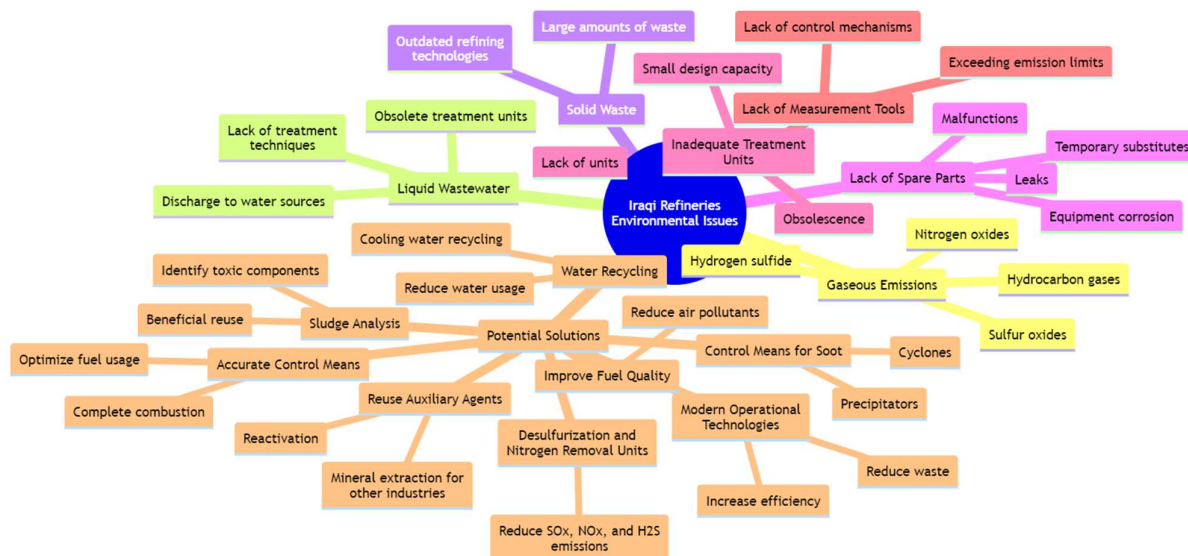 Large amounts of waste
Lack of control mechanisms
Outdated refining
technologies
Small design capacity
Exceeding emission limits
Solid Waste
Lack of Measurement Tools
Obsolete treatment units
Malfunctions
Lack of treatment
techniques
Inadequate Treatment
Units
Temporary substitutes
Lack of units
Lack of Spare Parts
Leaks
Liquid Wastewater
Discharge to water sources
Iraqi Refineries
Environmental Issues
Obsolescence
Equipment corrosion
Nitrogen oxides
Cooling water recycling
Hydrogen sulfide
Identify toxic components
Water Recycling
Gaseous Emissions
Hydrocarbon gases
Reduce water usage
Beneficial reuse
Sludge Analysis
Reduce air pollutants
Potential Solutions
Sulfur oxides
Optimize fuel usage
Accurate Control Means
Control Means for Soot
Cyclones
Improve Fuel Quality
Complete combustion
Reuse Auxiliary Agents
Precipitators
Modern Operational
Technologies
Reactivation
Desulfurization and
Nitrogen Removal Units
Mineral extraction for
other industries
Reduce waste
Increase efficiency
Reduce SOx, NOx, and H2S
emissions